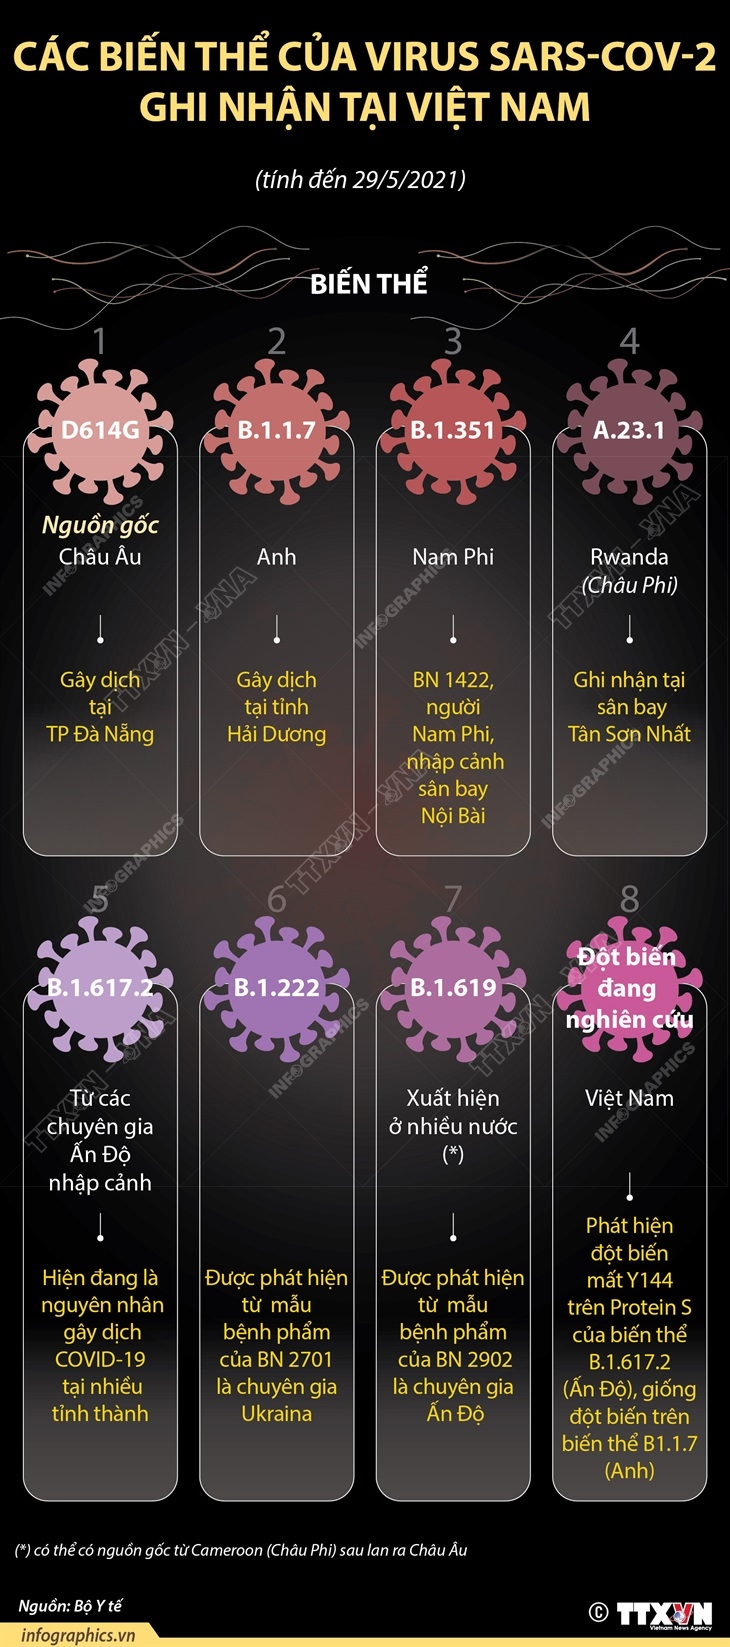 CÁC BIẾN THỂ CỦA VIRUS SARS-COV-2
GHI NHẬN TẠI VIỆT NAM
(tính đến 29/5/2021)
BIẾN THỂ
1
D614G
Nguồn gốc
Châu Âu
Gây dịch
tại
TP Đà Nẵng
2
B.1.1.7
Anh
Gây dịch
tại tỉnh
Hải Dương
3
B.1.351
Nam Phi
BN 1422,
người
Nam Phi,
nhập cảnh
sân bay
Nội Bài
4
A.23.1
Rwanda
(Châu Phi)
Ghi nhận tại
sân bay
Tân Sơn Nhất
5
B.1.617.2
Từ các
chuyên gia
Ấn Độ
nhập cảnh
Hiện đang là
nguyên nhân
gây dịch
COVID-19
tại nhiều
tỉnh thành
6
B.1.222
Được phát hiện
từ mẫu
bệnh phẩm
của BN 2701
là chuyên gia
Ukraina
7
B.1.619
Xuất hiện
ở nhiều nước
(*)
Được phát hiện
từ mẫu
bệnh phẩm
của BN 2902
là chuyên gia
Ấn Độ
8
Đột biến
đang
nghiên cứu
Việt Nam
Phát hiện
đột biến
mất Y144
trên Protein S
của biến thể
B.1.617.2
(Ấn Độ), giống
đột biến trên
biến thể B1.1.7
(Anh)
(*) có thể có nguồn gốc từ Cameroon (Châu Phi) sau lan ra Châu Âu
Nguồn: Bộ Y tế
© TTXVN
Vietnam News Agency
infographics.vn
TTXVN – VNA
INFOGRAPHICS